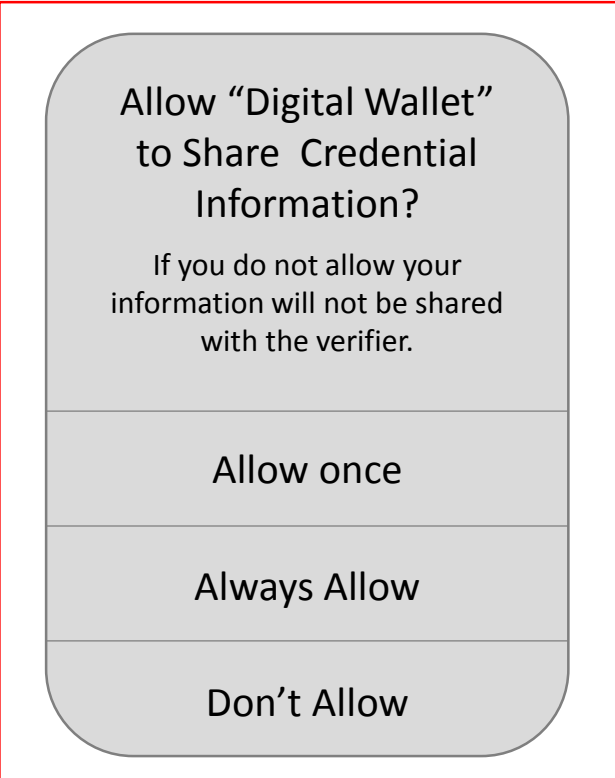 Allow “Digital Wallet”
to Share  Credential
Information?
If you do not allow your
information will not be shared
with the verifier.
Allow once
Always Allow
Don’t Allow